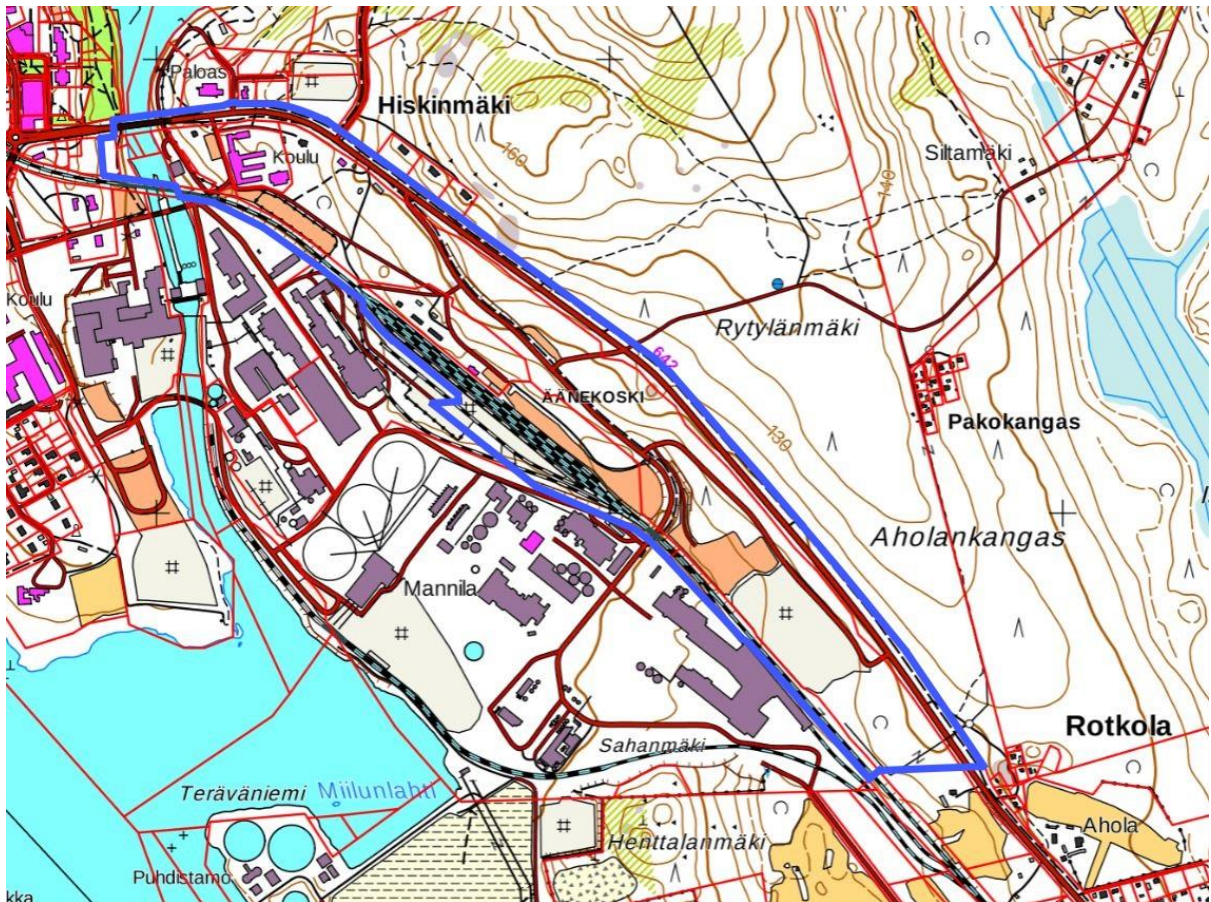 Paloas
Hiskinmäki
Koulu
160
Siltamäki
140
Koulu
Rytylänmäki
642
ÄÄNEKOSKI
130
Pakokangas
Aholankangas
Mannila
Rotkola
Sahanmäki
Teräväniemi
Miilunlahti
Henttalanmäki
Ahola
Puhdistamo
kka